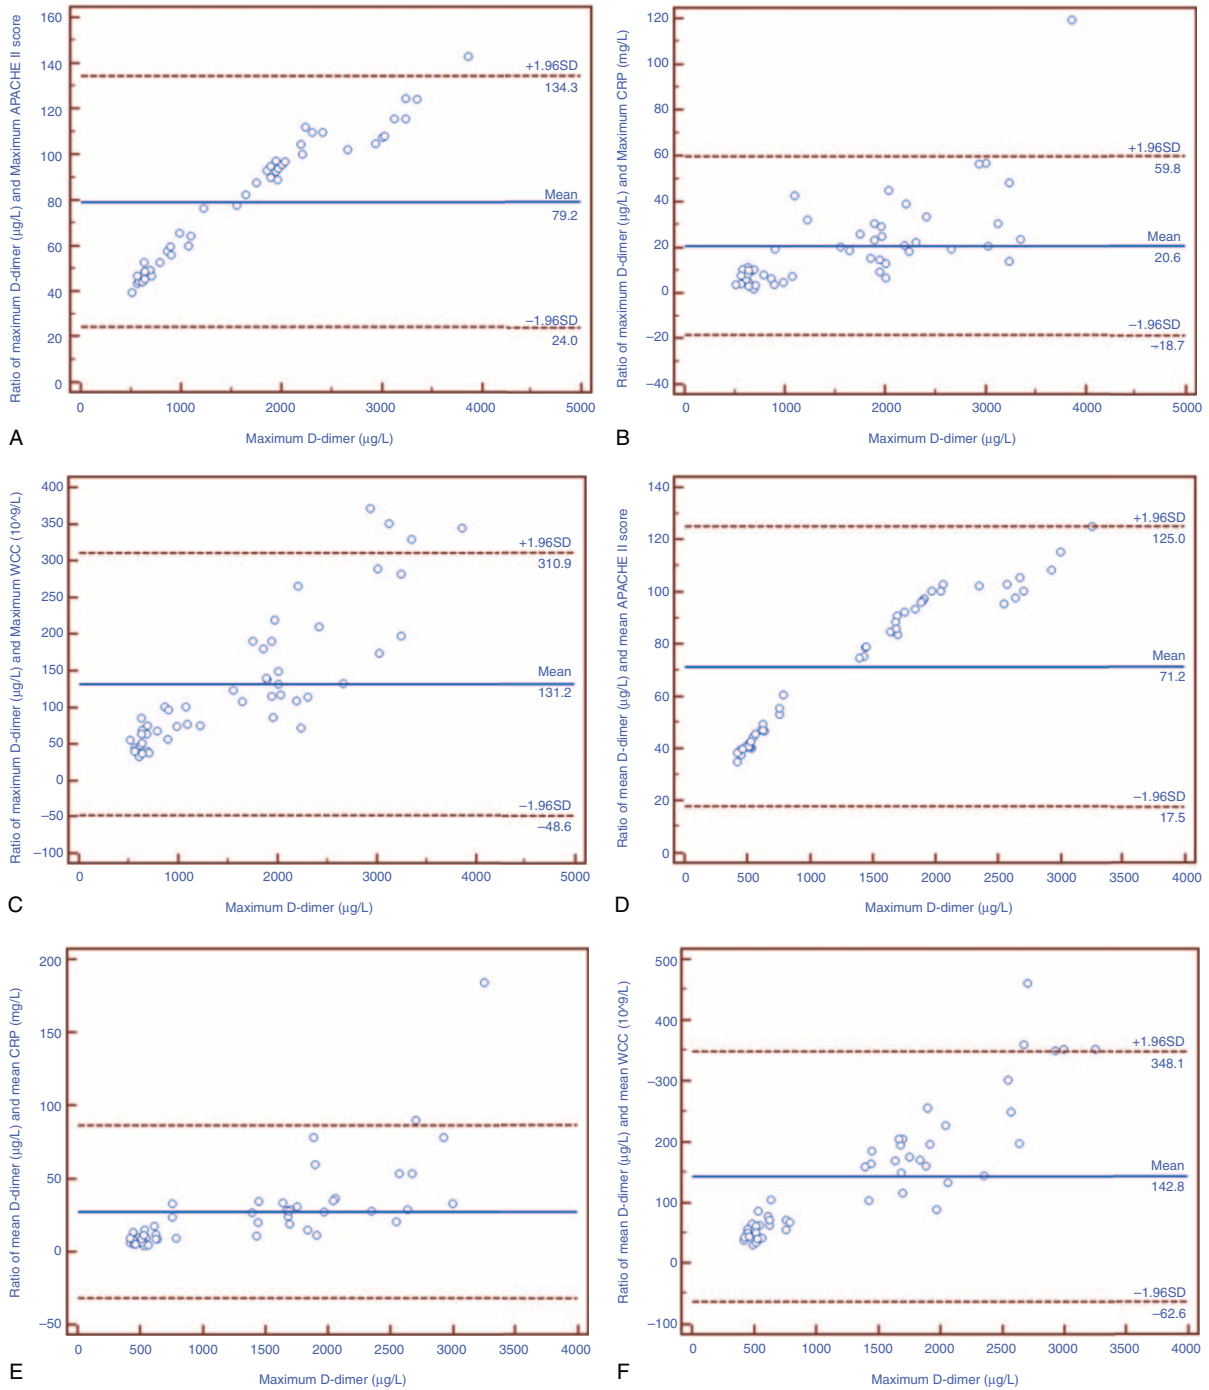 Ratio of maximum D-dimer (µg/L) and Maximum APACHE II score
160
140
120
100
80
60
40
20
0
+1.96SD
134.3
Mean
79.2
−1.96SD
24.0
0 1000 2000 3000 4000 5000
A
Maximum D-dimer (µg/L)
Ratio of maximum D-dimer (µg/L) and Maximum CRP (mg/L)
120
100
80
60
40
20
0
−20
−40
+1.96SD
59.8
Mean
20.6
−1.96SD
−18.7
0 1000 2000 3000 4000 5000
B
Maximum D-dimer (µg/L)
Ratio of maximum D-dimer (µg/L) and Maximum WCC (10^9/L)
400
350
300
250
200
150
100
50
0
−50
−100
+1.96SD
310.9
Mean
131.2
−1.96SD
−48.6
0 1000 2000 3000 4000 5000
C
Maximum D-dimer (µg/L)
Ratio of mean D-dimer (µg/L) and mean APACHE II score
140
120
100
80
60
40
20
0
+1.96SD
125.0
Mean
71.2
−1.96SD
17.5
0 500 1000 1500 2000 2500 3000 3500 4000
D
Maximum D-dimer (µg/L)
Ratio of mean D-dimer (µg/L) and mean CRP (mg/L)
200
150
100
50
0
−50
0 500 1000 1500 2000 2500 3000 3500 4000
E
Maximum D-dimer (µg/L)
Ratio of mean D-dimer (µg/L) and mean WCC (10^9/L)
500
400
−300
200
100
0
−100
+1.96SD
348.1
Mean
142.8
−1.96SD
−62.6
0 500 1000 1500 2000 2500 3000 3500 4000
F
Maximum D-dimer (µg/L)